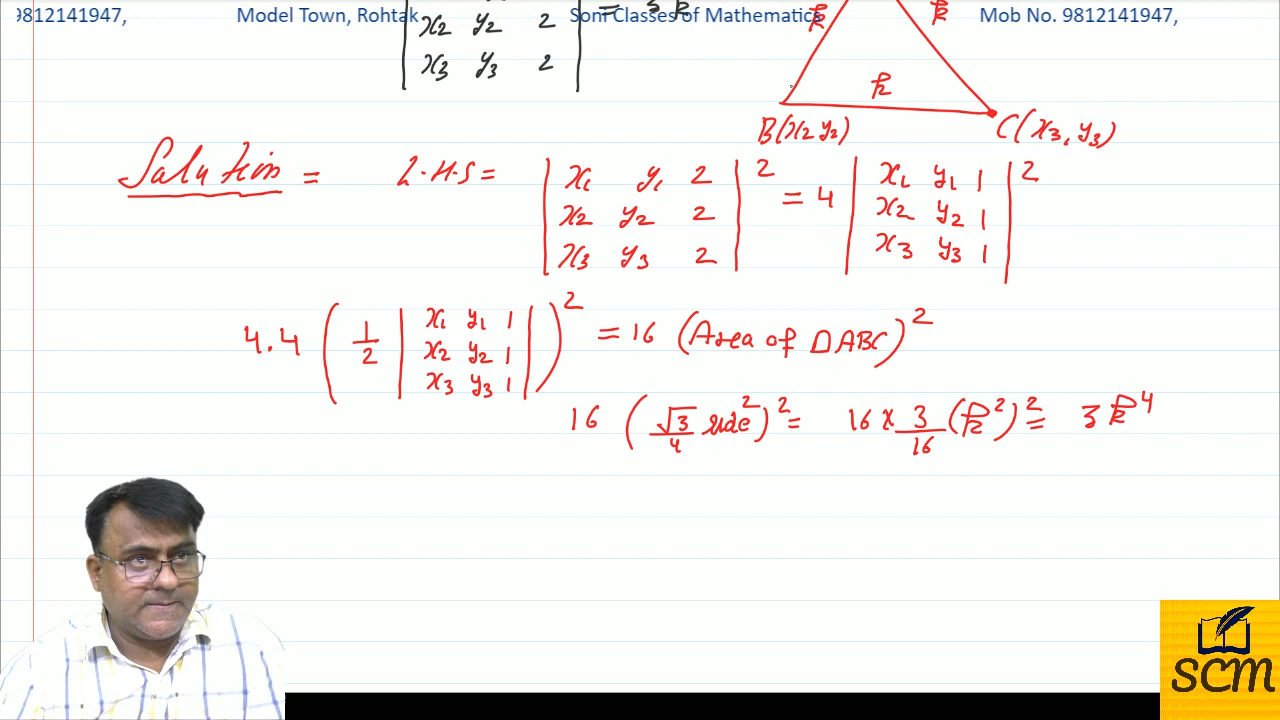 9812141947, Model Town, Rohtak Soni Classes of Mathematics Mob No. 9812141947,
x2 y2 2 =
x3 y3 2
k k
k
B(x2 y2) C(x3, y3)
Solution = L.H.S = | x1 y1 2 |² = 4 | x1 y1 1 |²
x2 y2 2 x2 y2 1
x3 y3 2 x3 y3 1
4.4 ( 1/2 | x1 y1 1 | )² = 16 (Area of ΔABC)²
x2 y2 1
x3 y3 1
16 ( √3/4 side² )² = 16 × 3/16 (k²)² = 3k⁴
SCM